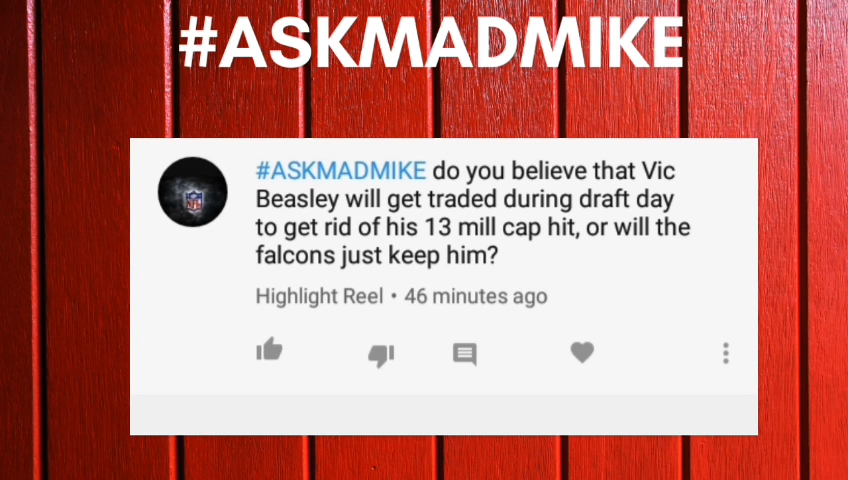 #ASKMADMIKE
#ASKMADMIKE do you believe that Vic
Beasley will get traded during draft day
to get rid of his 13 mill cap hit, or will the
falcons just keep him?
Highlight Reel • 46 minutes ago